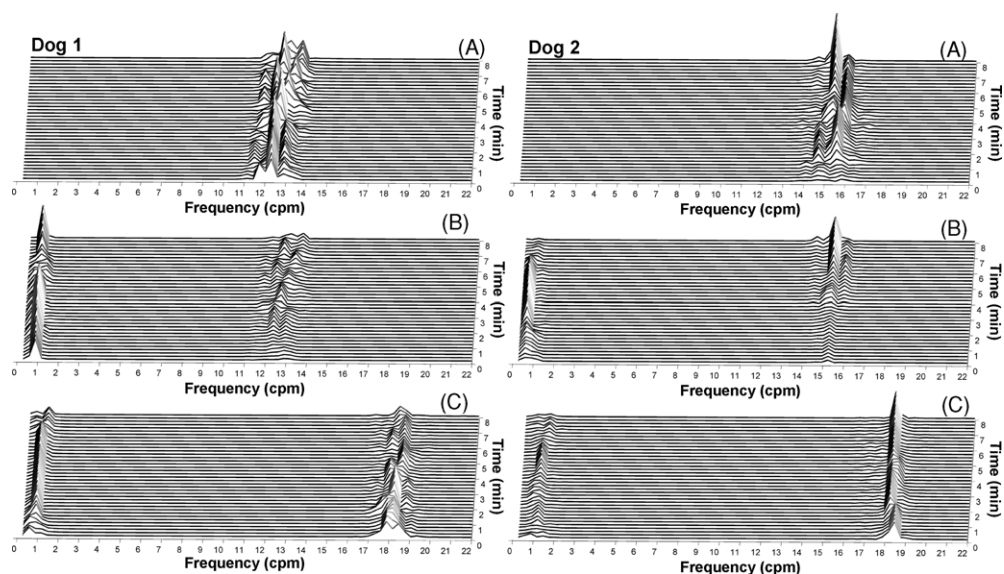 Dog 1
(A)
0 1 2 3 4 5 6 7 8
Time (min)
0 1 2 3 4 5 6 7 8 9 10 11 12 13 14 15 16 17 18 19 20 21 22
Frequency (cpm)
Dog 2
(A)
0 1 2 3 4 5 6 7 8
Time (min)
0 1 2 3 4 5 6 7 8 9 10 11 12 13 14 15 16 17 18 19 20 21 22
Frequency (cpm)
(B)
0 1 2 3 4 5 6 7 8
Time (min)
0 1 2 3 4 5 6 7 8 9 10 11 12 13 14 15 16 17 18 19 20 21 22
Frequency (cpm)
(B)
0 1 2 3 4 5 6 7 8
Time (min)
0 1 2 3 4 5 6 7 8 9 10 11 12 13 14 15 16 17 18 19 20 21 22
Frequency (cpm)
(C)
0 1 2 3 4 5 6 7 8
Time (min)
0 1 2 3 4 5 6 7 8 9 10 11 12 13 14 15 16 17 18 19 20 21 22
Frequency (cpm)
(C)
0 1 2 3 4 5 6 7 8
Time (min)
0 1 2 3 4 5 6 7 8 9 10 11 12 13 14 15 16 17 18 19 20 21 22
Frequency (cpm)